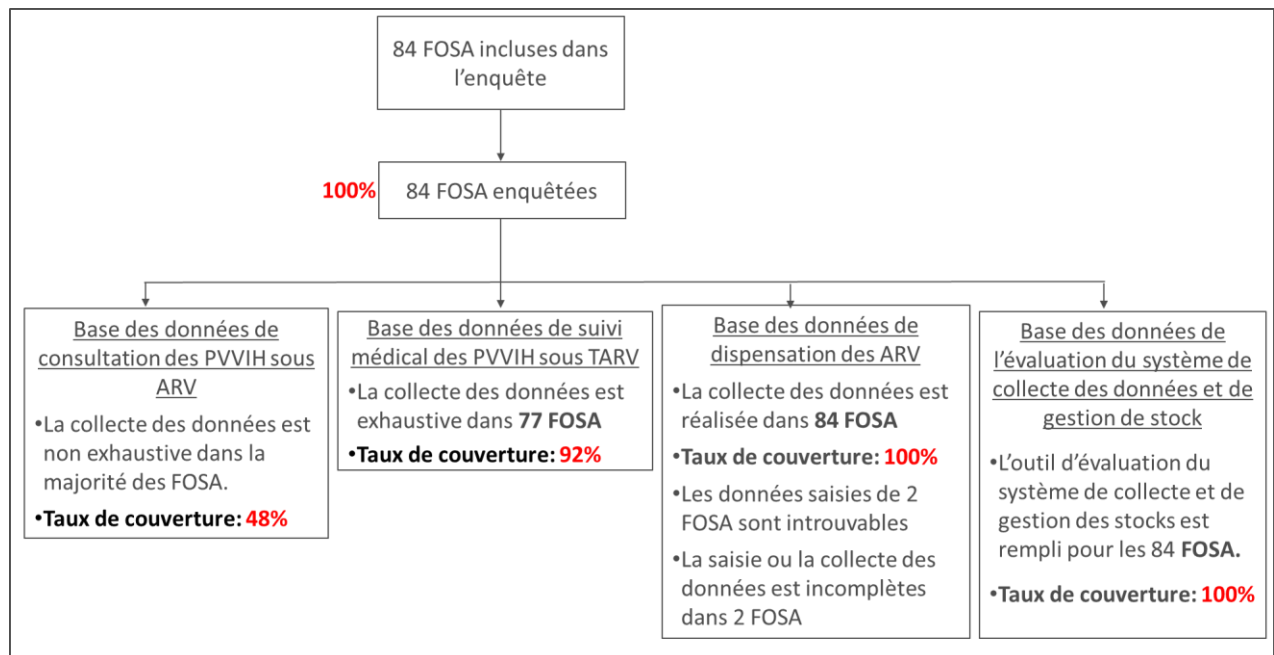 84 FOSA incluses dans
l'enquête
100%
84 FOSA enquêtées
Base des données de
consultation des PVVIH sous
ARV
•La collecte des données est
non exhaustive dans la
majorité des FOSA.
•Taux de couverture: 48%
Base des données de suivi
médical des PVVIH sous TARV
•La collecte des données est
exhaustive dans 77 FOSA
•Taux de couverture: 92%
Base des données de
dispensation des ARV
•La collecte des données est
réalisée dans 84 FOSA
•Taux de couverture: 100%
•Les données saisies de 2
FOSA sont introuvables
•La saisie ou la collecte des
données est incomplètes
dans 2 FOSA
Base des données de
l'évaluation du système de
collecte des données et de
gestion de stock
•L'outil d'évaluation du
système de collecte et de
gestion des stocks est
rempli pour les 84 FOSA.
•Taux de couverture: 100%